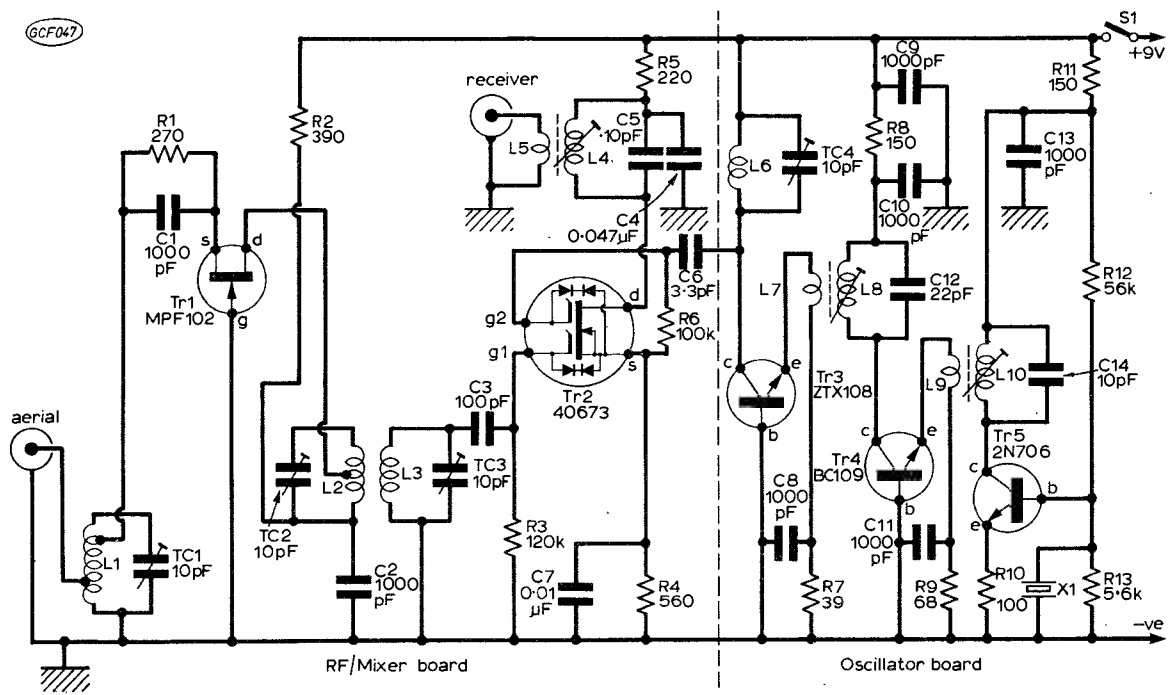 GCF047
S1
+9V
C9
1000
pF
R5
220
R11
150
receiver
R1
270
R2
390
C5
·10pF
L5
L4
L6
TC4
10pF
R8
150
C13
1000
pF
C10
1000
pF
C4
0·047µF
C1
1000
pF
s
d
Tr1
MPF102
g
C6
3·3pF
L7
L8
C12
22pF
R12
56k
g2
d
R6
100k
g1
s
Tr2
40673
C3
100pF
c
e
Tr3
ZTX108
b
L9
L10
C14
10pF
aerial
L2
L3
TC3
10pF
c
e
Tr4
BC109
b
Tr5
2N706
c
b
e
TC2
10pF
C8
1000
pF
C11
1000
pF
L1
TC1
10pF
R3
120k
C2
1000
pF
C7
0·01
µF
R4
560
R7
39
R9
68
R10
100
X1
R13
5·6k
-ve
RF/Mixer board
Oscillator board